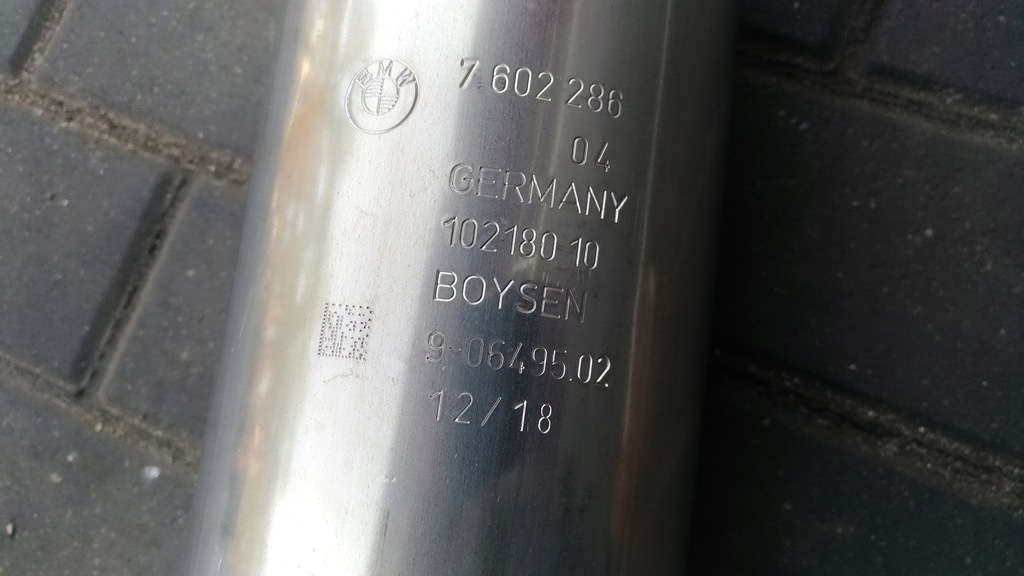 BMW
7 602 286
04
GERMANY
102180 10
BOYSEN
9-06495.02
12/18